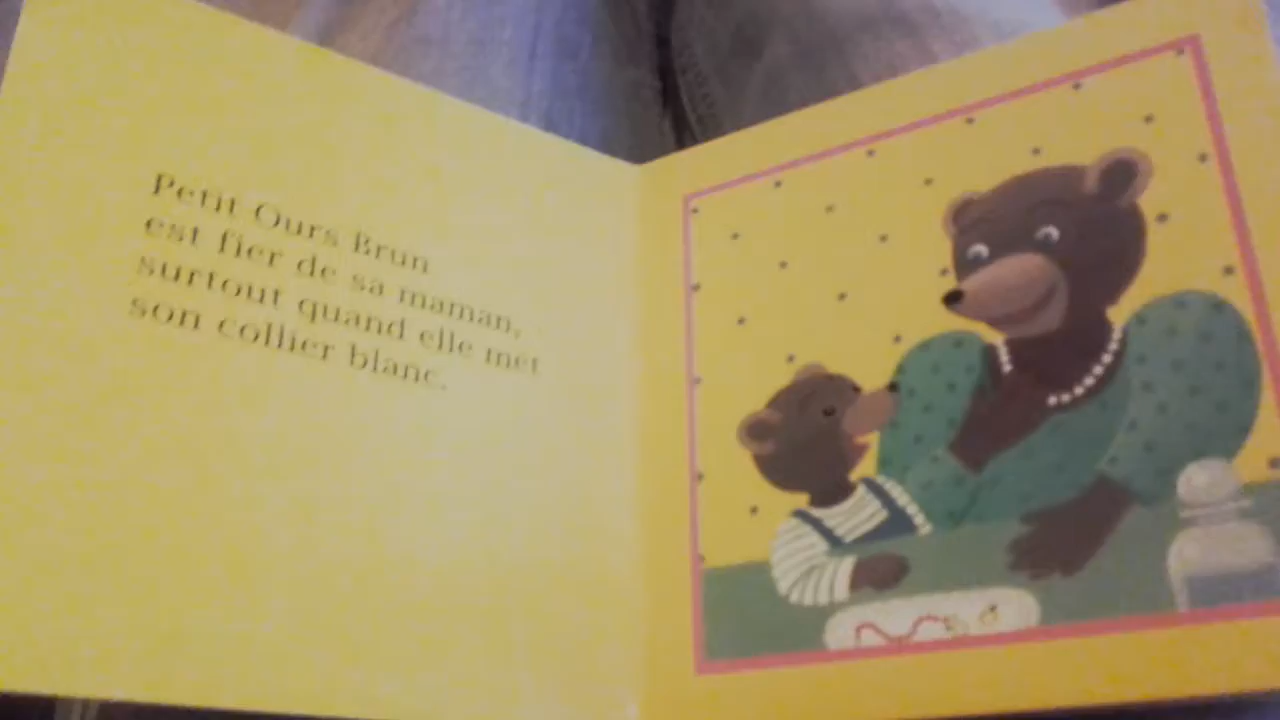 Petit Ours Brun
est fier de sa maman,
surtout quand elle met
son collier blanc.